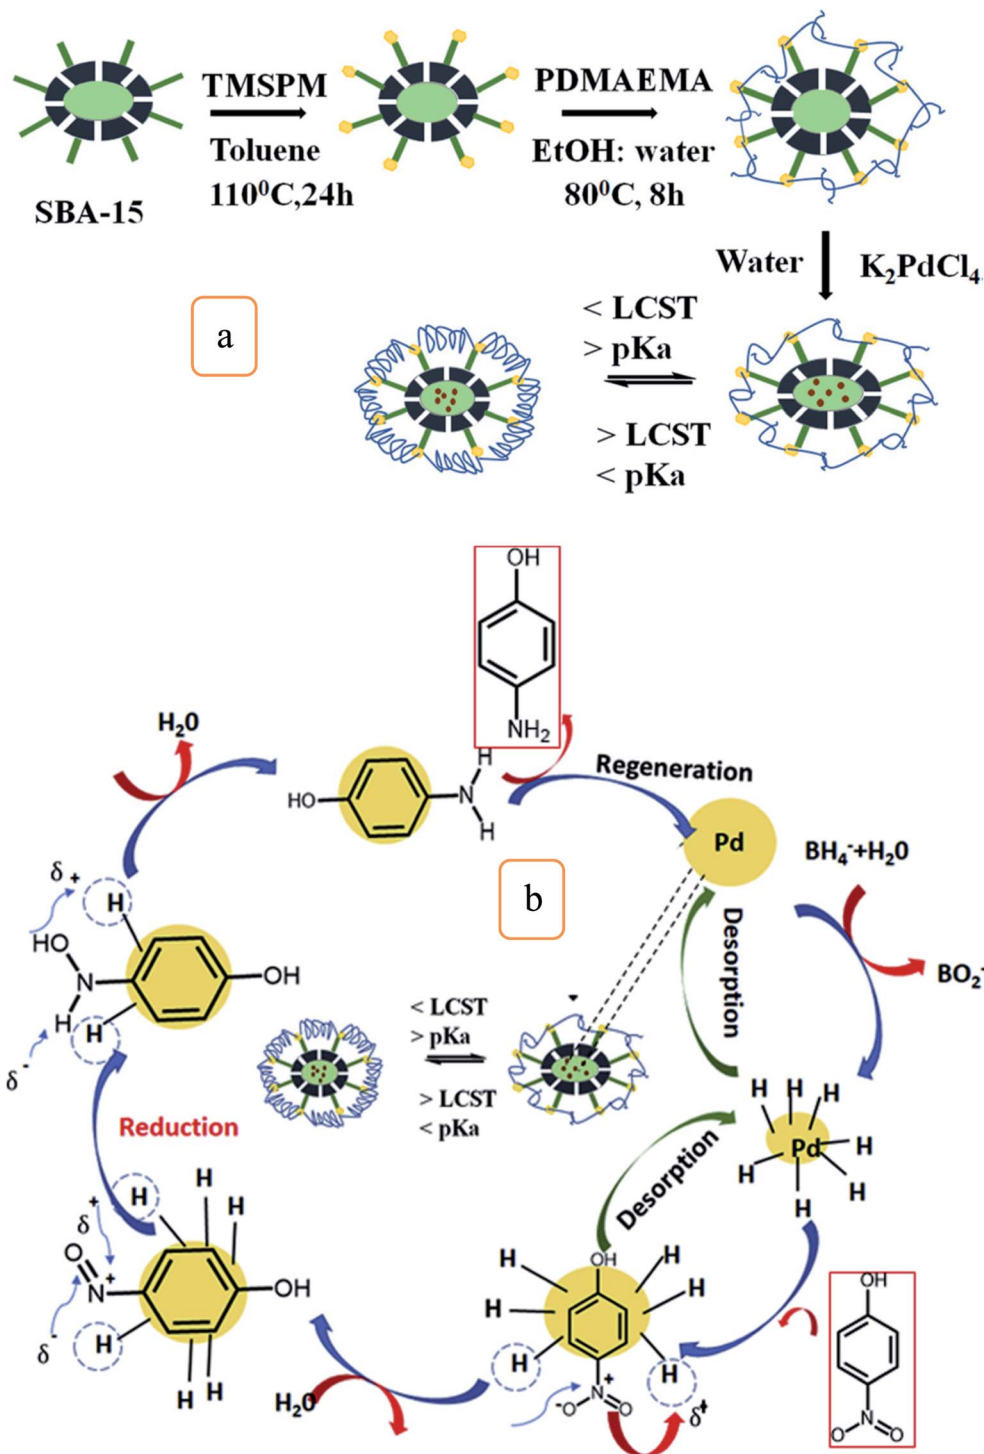 TMSPM
Toluene
110⁰C,24h
SBA-15
PDMAEMA
EtOH: water
80⁰C, 8h
Water
K₂PdCl₄
a
< LCST
> pKa
> LCST
< pKa
OH
NH₂
H₂0
HO
N
H
H
Regeneration
Pd
BH₄⁻+H₂0
BO₂⁻
b
Desorption
δ+
H
HO
N
H
H
OH
δ-
< LCST
> pKa
> LCST
< pKa
Reduction
H
H
H
H
Pd
H
H
H
Desorption
δ+
H
H
H
O
N+
OH
δ-
H
H
H
H₂0
H
OH
H
H
H
H
H
N+
-O
O
δ+
OH
N
O
O